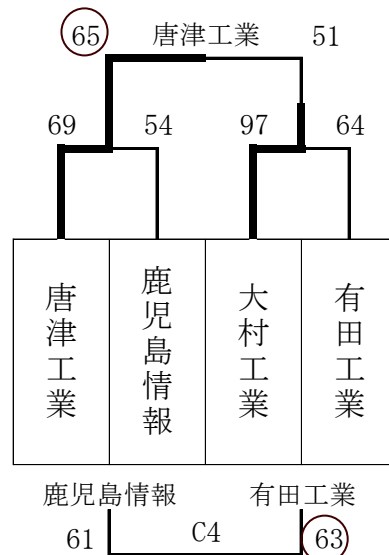 65 唐津工業 51
69 54 97 64
唐津工業
鹿児島情報
大村工業
有田工業
鹿児島情報 有田工業
61 C4 63